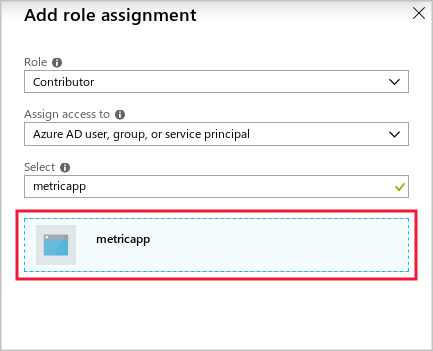 Add role assignment
Role
Contributor
Assign access to
Azure AD user, group, or service principal
Select
metricapp
metricapp